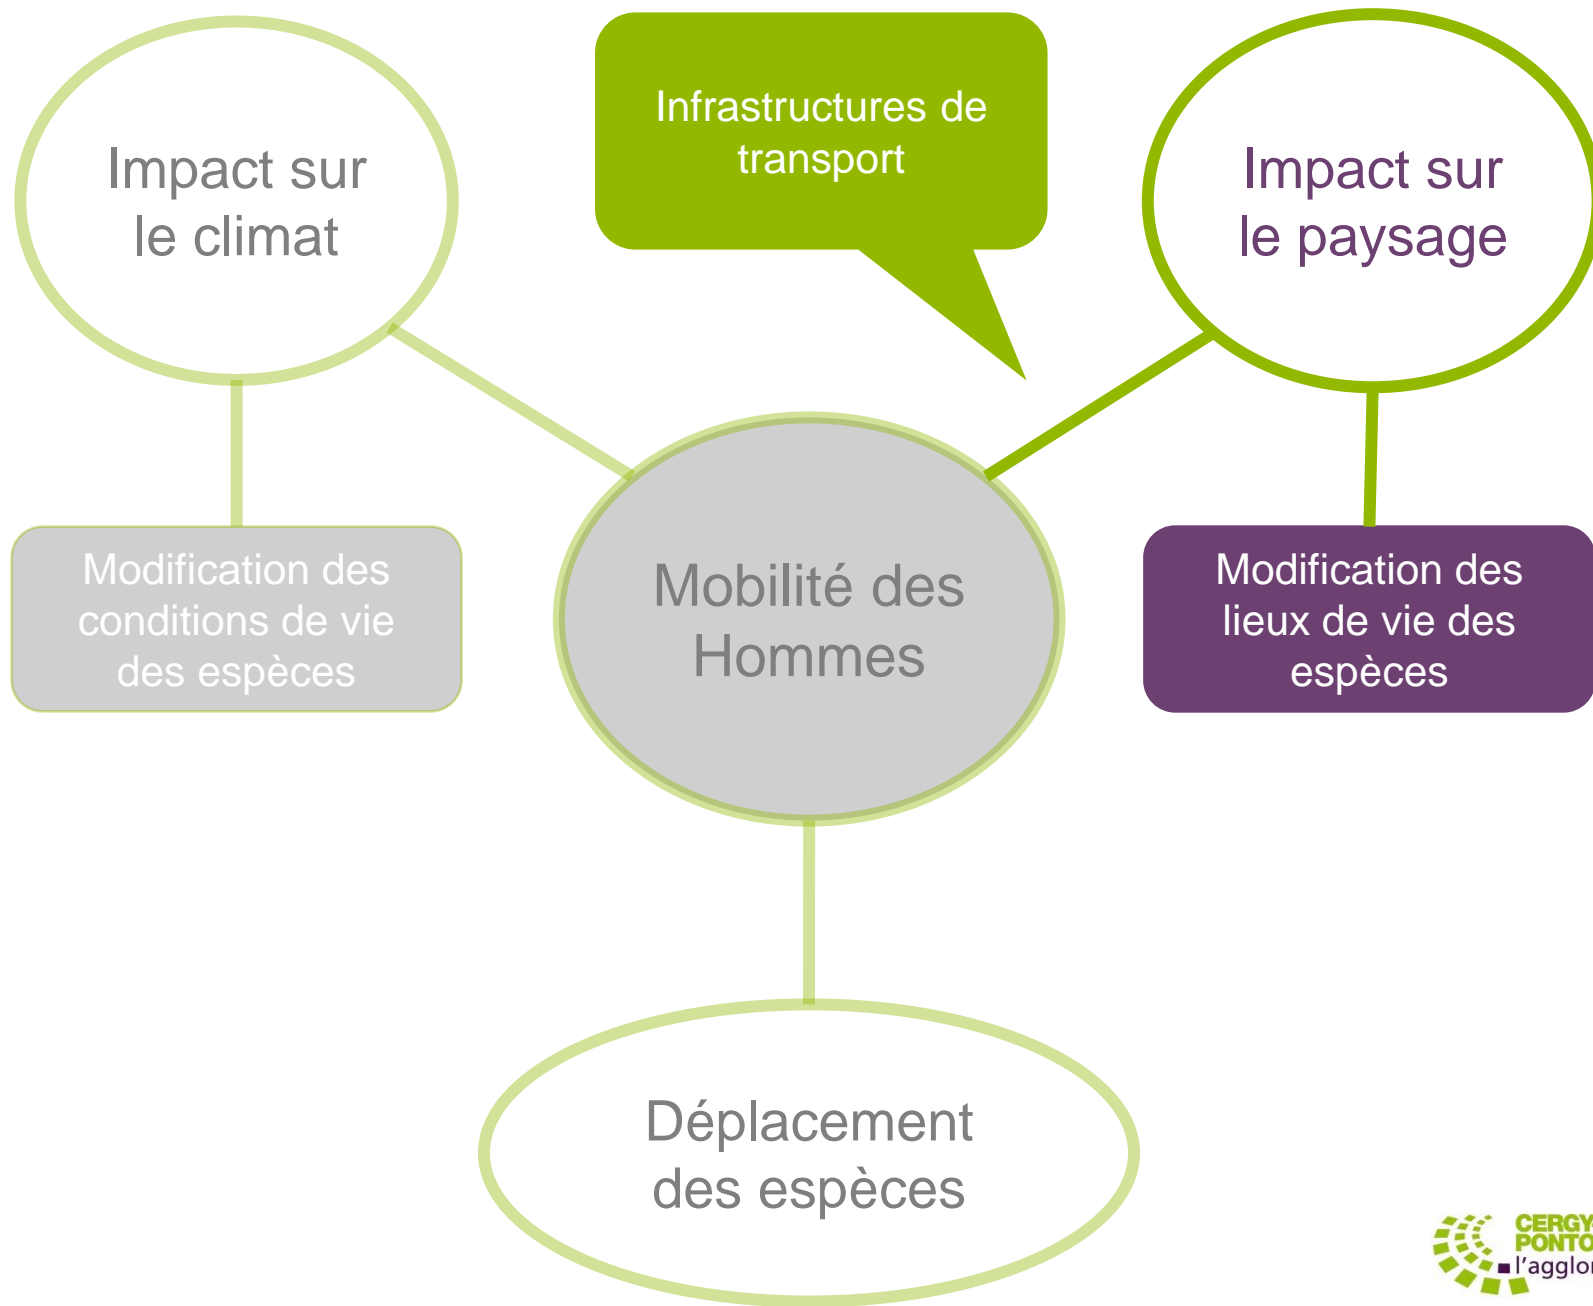 Impact sur
le climat
Infrastructures de
transport
Impact sur
le paysage
Modification des
conditions de vie
des espèces
Mobilité des
Hommes
Modification des
lieux de vie des
espèces
Déplacement
des espèces
CERGY
PONTO
l'agglo